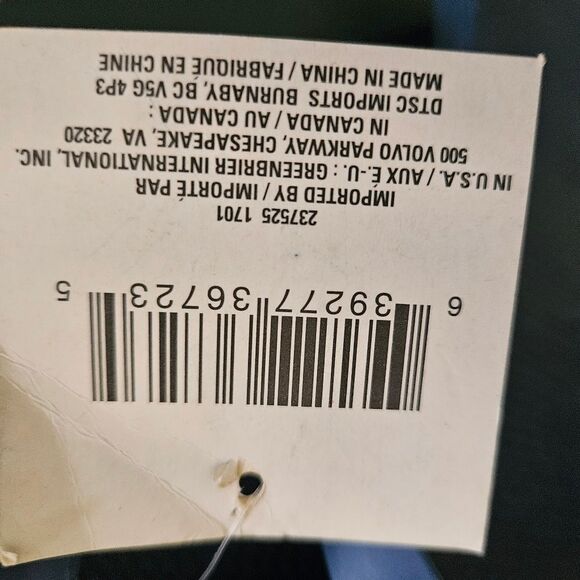 6 39277 36723 5
237525 1701
IMPORTED BY / IMPORTÉ PAR
IN U.S.A. / AUX É.-U. : GREENBRIER INTERNATIONAL, INC.
500 VOLVO PARKWAY, CHESAPEAKE, VA 23320
IN CANADA / AU CANADA :
DTSC IMPORTS BURNABY, BC V5G 4P3
MADE IN CHINA / FABRIQUÉ EN CHINE